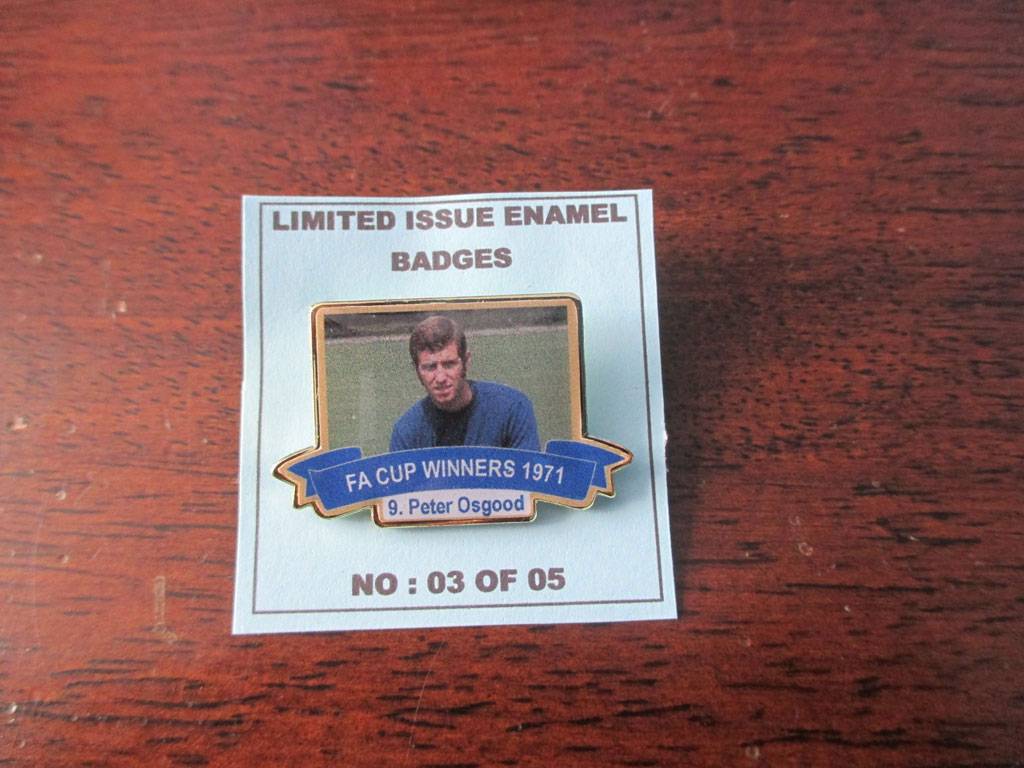 LIMITED ISSUE ENAMEL
BADGES
FA CUP WINNERS 1971
9. Peter Osgood
NO : 03 OF 05